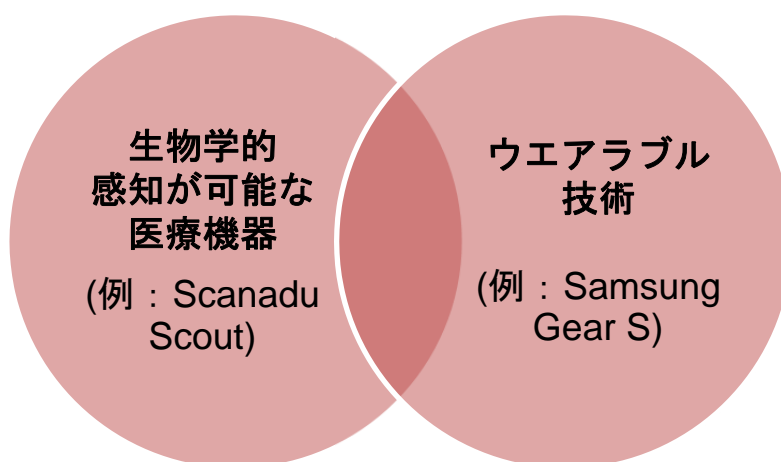 生物学的
感知が可能な
医療機器
(例：Scanadu
Scout)
ウエアラブル
技術
(例：Samsung
Gear S)